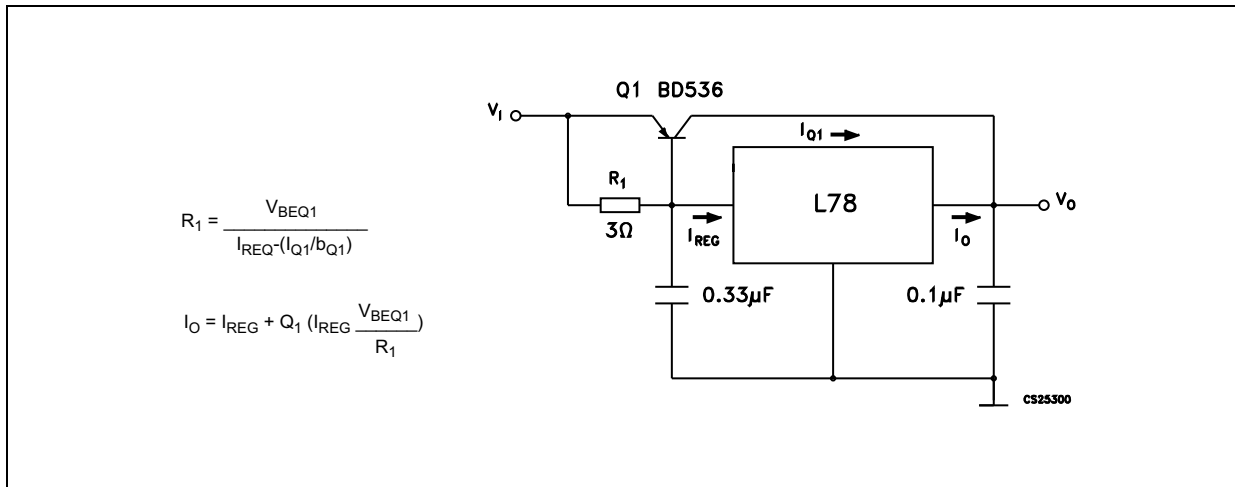 Q1 BD536
V_I
I_Q1
R_1
L78
V_O
3Ω
I_REG
I_O
0.33μF
0.1μF
CS25300
R_1 = V_BEQ1 / I_REQ-(I_Q1/b_Q1)
I_O = I_REG + Q_1 (I_REG V_BEQ1 / R_1)